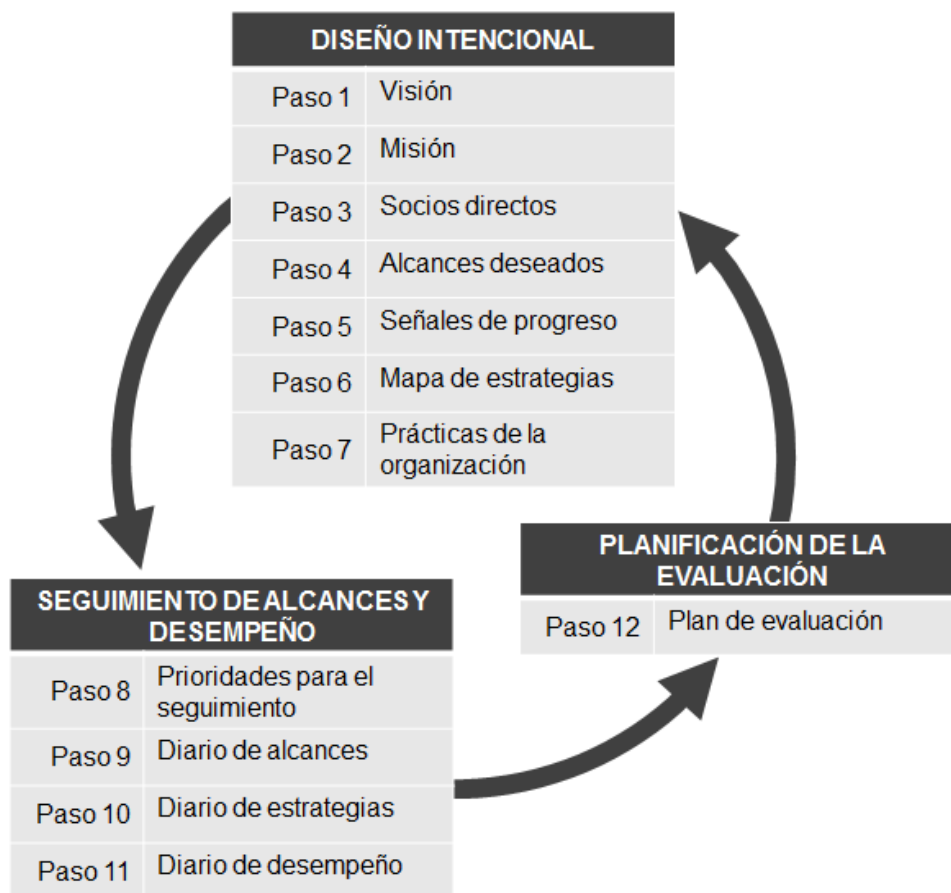 DISEÑO INTENCIONAL
Paso 1 Visión
Paso 2 Misión
Paso 3 Socios directos
Paso 4 Alcances deseados
Paso 5 Señales de progreso
Paso 6 Mapa de estrategias
Paso 7 Prácticas de la
organización
SEGUIMIENTO DE ALCANCES Y
DESEMPEÑO
Paso 8 Prioridades para el
seguimiento
Paso 9 Diario de alcances
Paso 10 Diario de estrategias
Paso 11 Diario de desempeño
PLANIFICACIÓN DE LA
EVALUACIÓN
Paso 12 Plan de evaluación